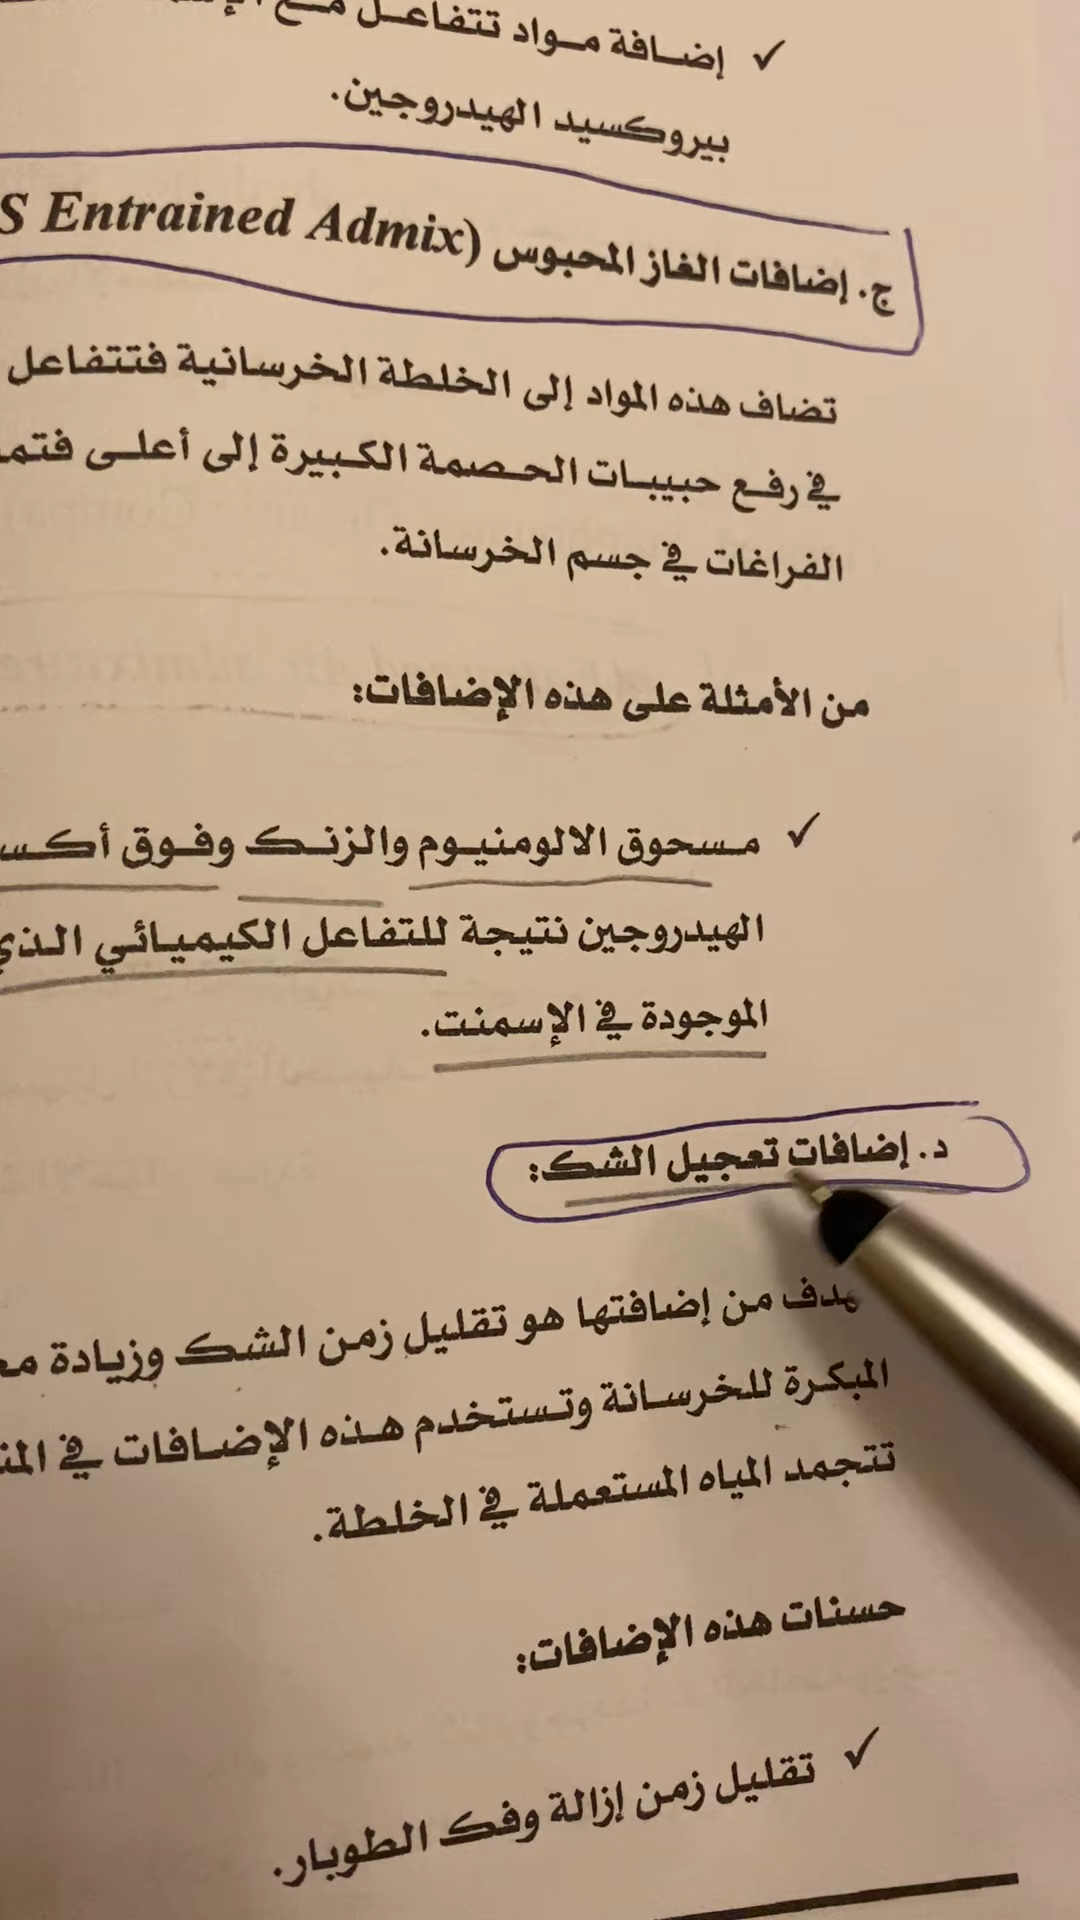 ✓ إضافة مواد تتفاعل مع
بيروكسيد الهيدروجين.
ج. إضافات الغاز المحبوس (S Entrained Admix
تضاف هذه المواد إلى الخلطة الخرسانية فتتفاعل
في رفع حبيبات الحصمة الكبيرة إلى أعلى
الفراغات في جسم الخرسانة.
من الأمثلة على هذه الإضافات:
✓ مسحوق الالومنيوم والزنك وفوق
الهيدروجين نتيجة للتفاعل الكيميائي الذي
الموجودة في الإسمنت.
د. إضافات تعجيل الشك:
من إضافتها هو تقليل زمن الشك وزيادة
المبكرة للخرسانة وتستخدم هذه الإضافات في
تتجمد المياه المستعملة في الخلطة.
حسنات هذه الإضافات:
✓ تقليل زمن إزالة وفك الطوبار.